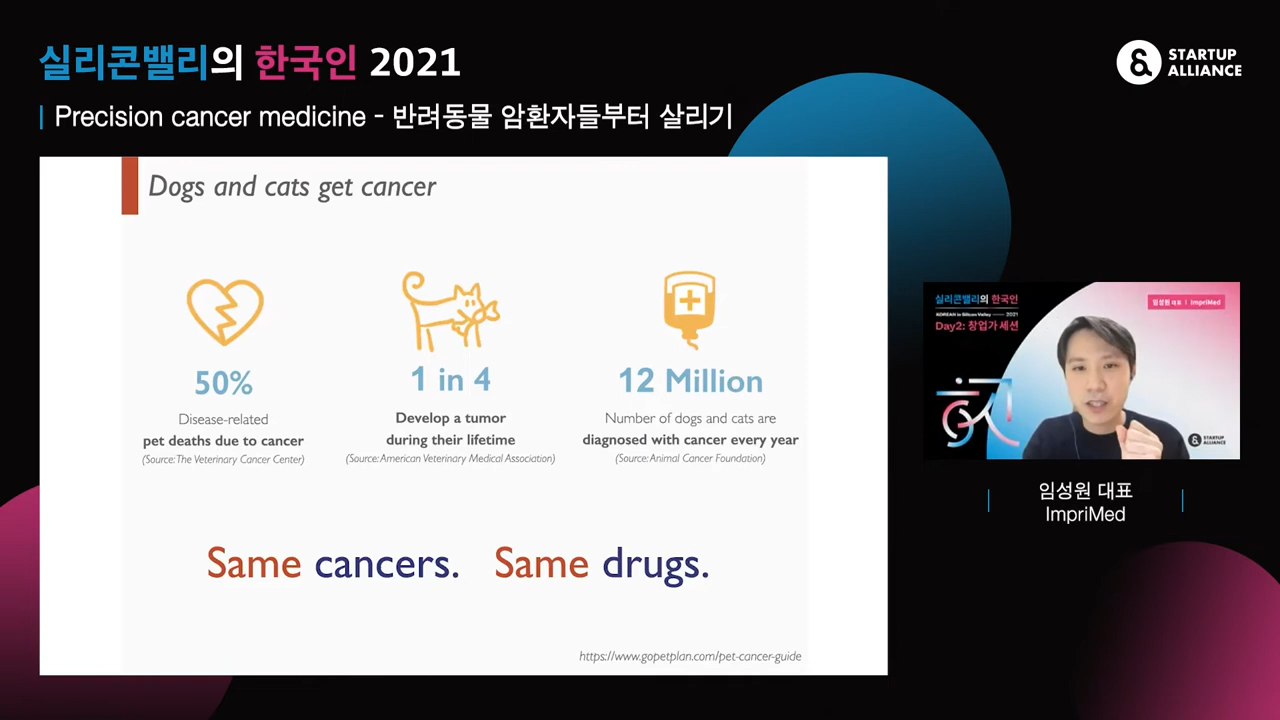 실리콘밸리의 한국인 2021
STARTUP
ALLIANCE
Precision cancer medicine - 반려동물 암환자들부터 살리기
Dogs and cats get cancer
50%
Disease-related
pet deaths due to cancer
(Source: The Veterinary Cancer Center)
1 in 4
Develop a tumor
during their lifetime
(Source: American Veterinary Medical Association)
12 Million
Number of dogs and cats are
diagnosed with cancer every year
(Source: Animal Cancer Foundation)
Same cancers. Same drugs.
https://www.gopetplan.com/pet-cancer-guide
실리콘밸리의 한국인
KOREAN in Silicon Valley 2021
Day2: 창업가 세션
임성원 대표 | ImpriMed
STARTUP
ALLIANCE
임성원 대표
ImpriMed